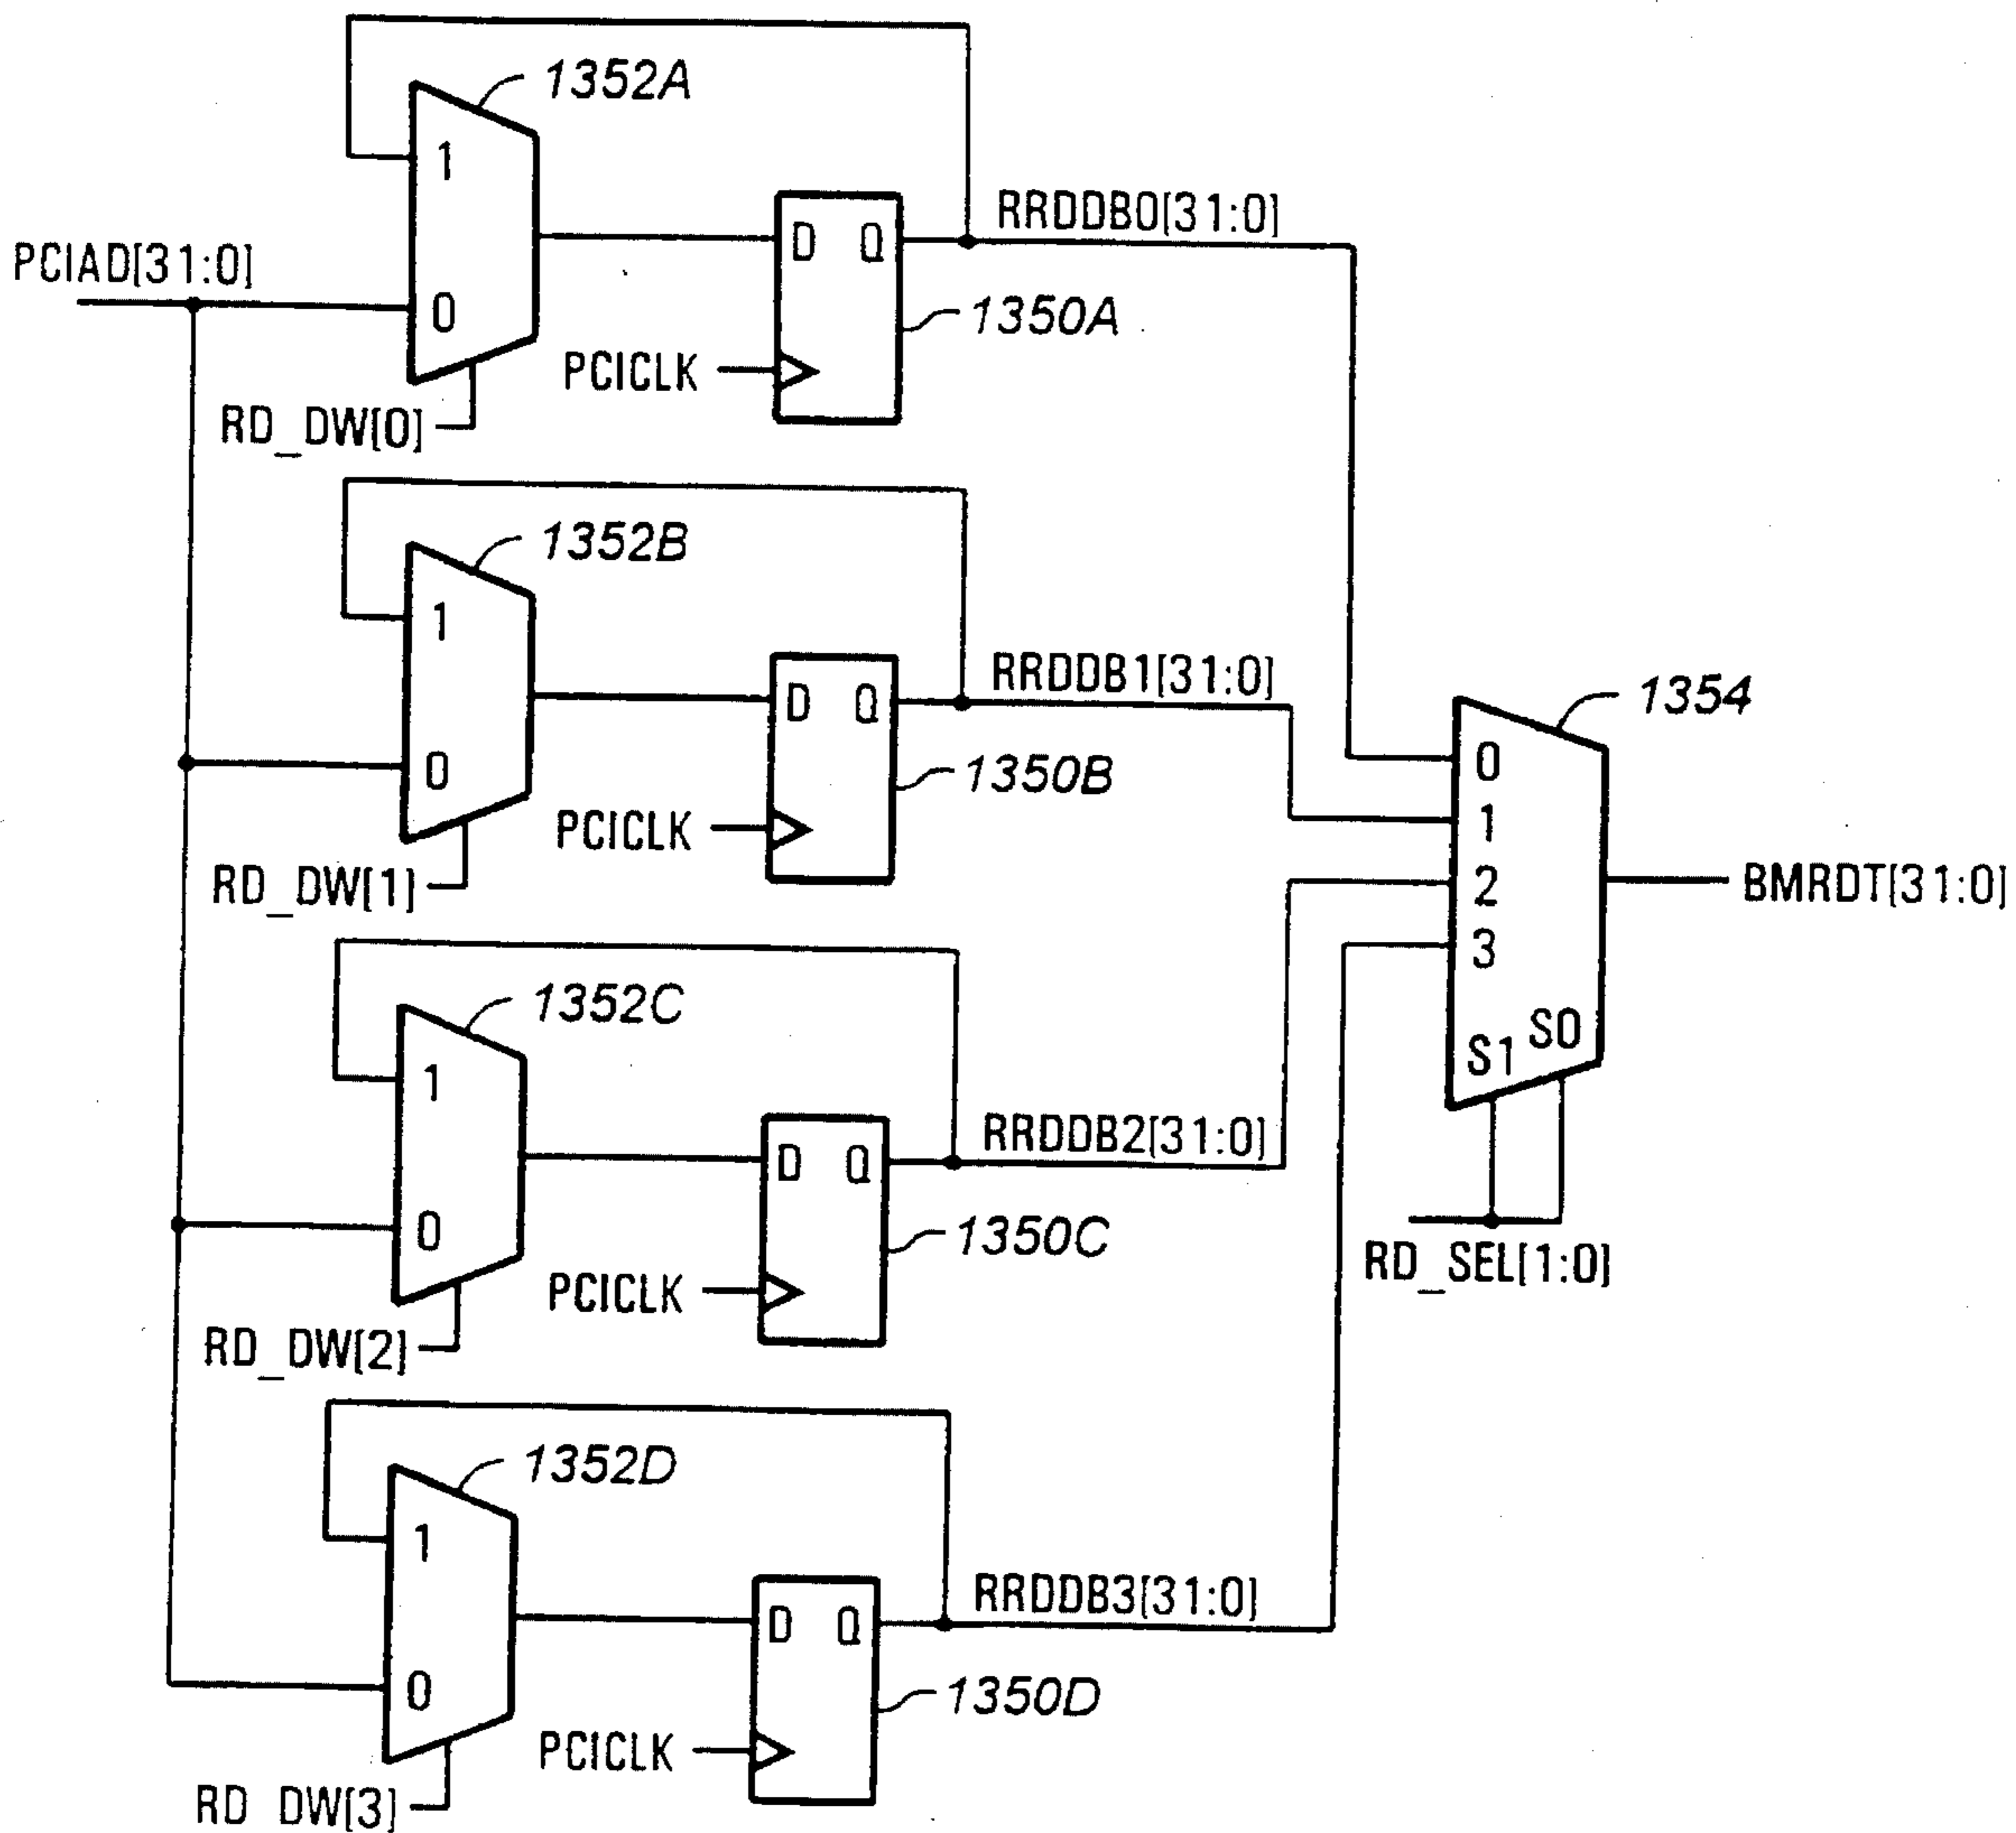 1352A
1
PCIAD[31:0]
0
RD_DW[0]
PCICLK
D Q
RRDDB0[31:0]
1350A
1352B
1
0
RD_DW[1]
PCICLK
D Q
RRDDB1[31:0]
1350B
1352C
1
0
RD_DW[2]
PCICLK
D Q
RRDDB2[31:0]
1350C
1352D
1
0
RD DW[3]
PCICLK
D Q
RRDDB3[31:0]
1350D
1354
0
1
2
3
S1 S0
BMRDT[31:0]
RD_SEL[1:0]